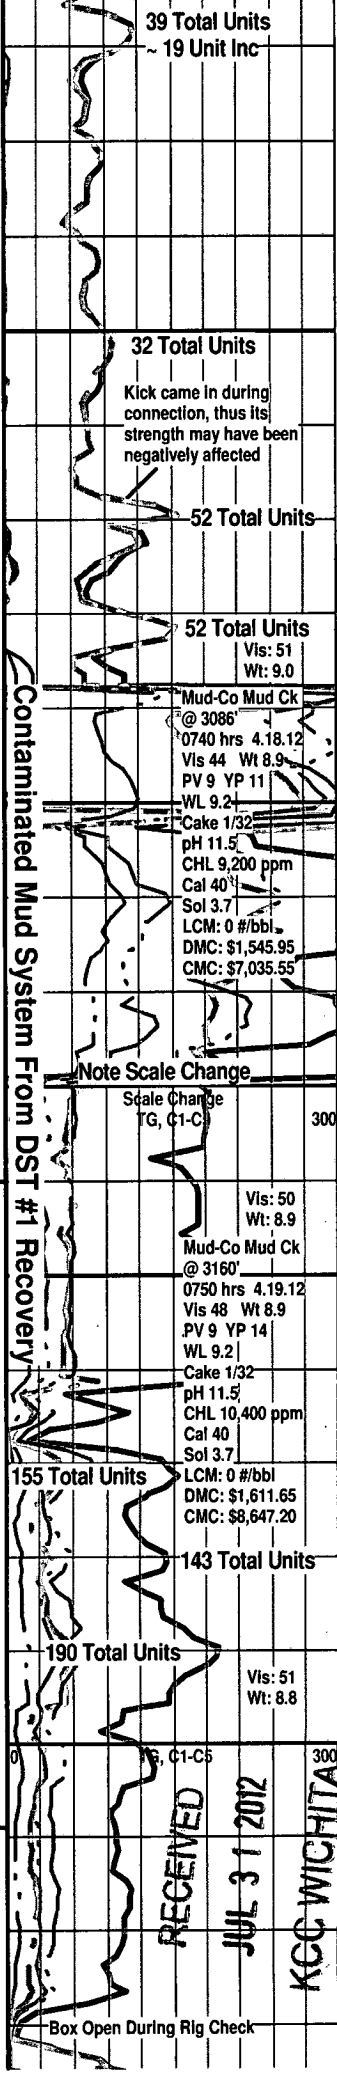 39 Total Units
~ 19 Unit Inc
32 Total Units
Kick came in during
connection, thus its
strength may have been
negatively affected
52 Total Units
52 Total Units
Vis: 51
Wt: 9.0
Contaminated Mud System From DST #1 Recovery
Mud-Co Mud Ck
@ 3086'
0740 hrs 4.18.12
Vis 44 Wt 8.9
PV 9 YP 11
WL 9.2
Cake 1/32
pH 11.5
CHL 9,200 ppm
Cal 40
Sol 3.7
LCM: 0 #/bbl
DMC: $1,545.95
CMC: $7,035.55
Note Scale Change
Scale Change
TG, C1-C
300
Vis: 50
Wt: 8.9
Mud-Co Mud Ck
@ 3160'
0750 hrs 4.19.12
Vis 48 Wt 8.9
PV 9 YP 14
WL 9.2
Cake 1/32
pH 11.5
CHL 10,400 ppm
Cal 40
Sol 3.7
LCM: 0 #/bbl
DMC: $1,611.65
CMC: $8,647.20
155 Total Units
143 Total Units
190 Total Units
Vis: 51
Wt: 8.8
0
G, C1-C5
300
RECEIVED
JUL 31 2012
KCC WICHITA
Box Open During Rig Check